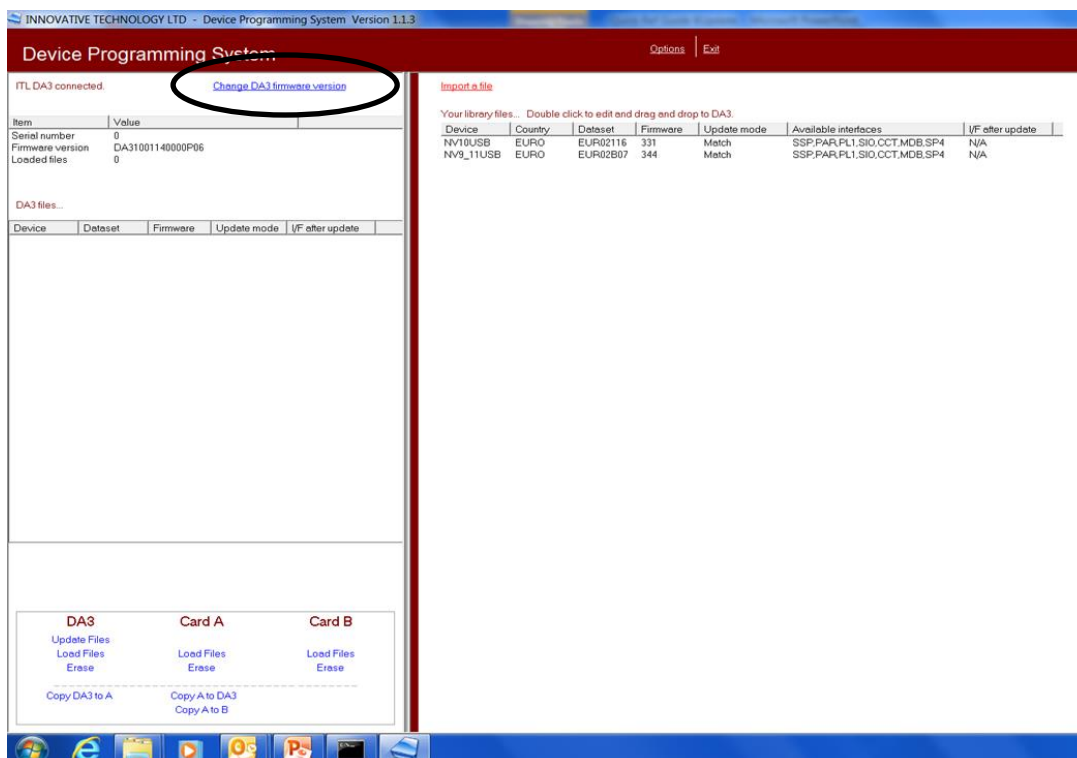 INNOVATIVE TECHNOLOGY LTD - Device Programming System Version 1.1.3
Device Programming System
Options Exit
ITL DA3 connected. Change DA3 firmware version
Item Value
Serial number 0
Firmware version DA31001140000P06
Loaded files 0
DA3 files...
Device Dataset Firmware Update mode I/F after update
Import a file
Your library files... Double click to edit and drag and drop to DA3.
Device Country Dataset Firmware Update mode Available interfaces I/F after update
NV10USB EURO EUR02116 331 Match SSP,PAR,PL1,SIO,CCT,MDB,SP4 N/A
NV9_11USB EURO EUR02B07 344 Match SSP,PAR,PL1,SIO,CCT,MDB,SP4 N/A
DA3 Card A Card B
Update Files
Load Files Load Files Load Files
Erase Erase Erase
Copy DA3 to A Copy A to DA3
Copy A to B